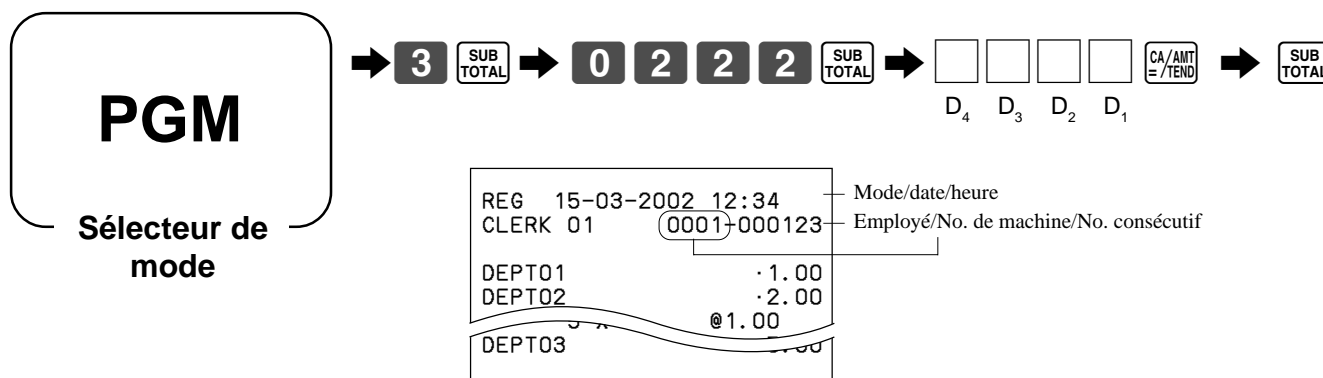 PGM
Sélecteur de
mode
3 SUB TOTAL 0 2 2 2 SUB TOTAL CA/AMT = /TEND SUB TOTAL
D4 D3 D2 D1
REG 15-03-2002 12:34 Mode/date/heure
CLERK 01 0001-000123 Employé/No. de machine/No. consécutif
DEPT01 ·1.00
DEPT02 ·2.00
@1.00
DEPT03